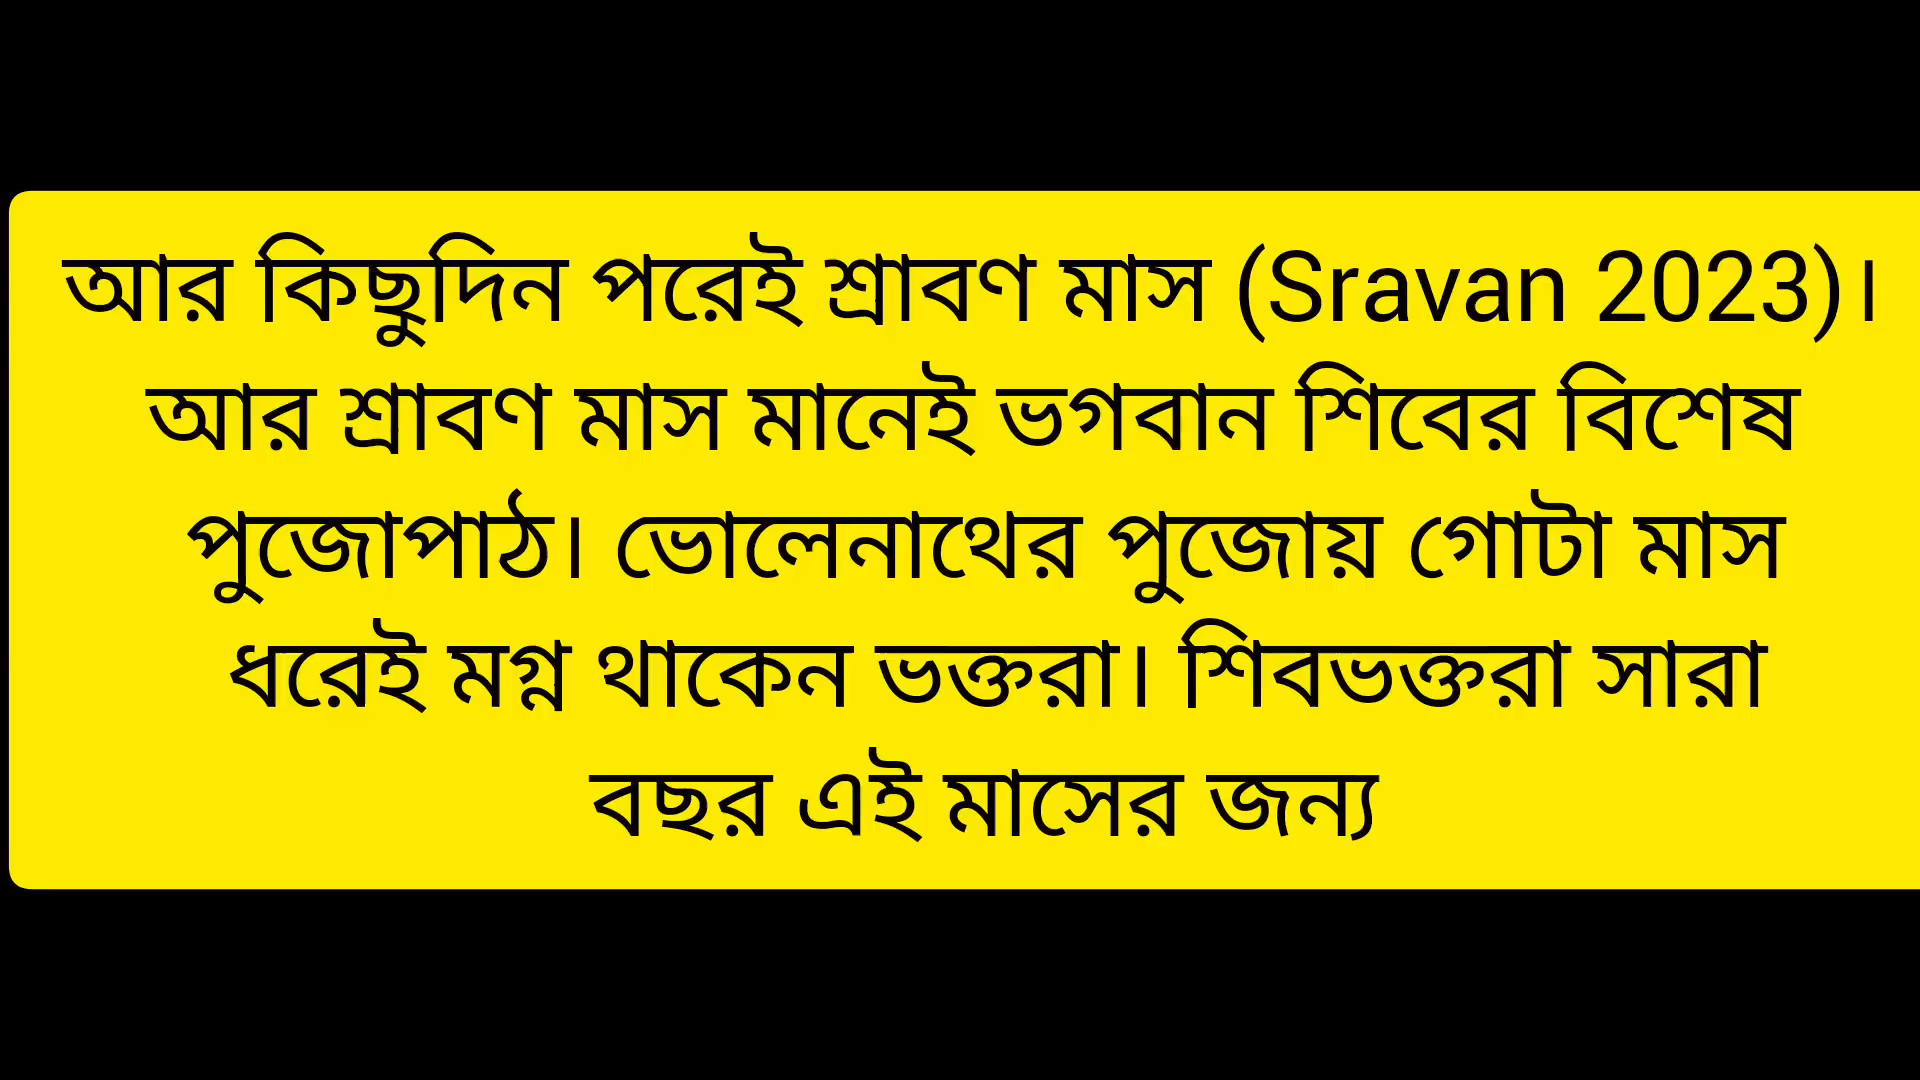 আর কিছুদিন পরেই শ্রাবণ মাস (Sravan 2023)।
আর শ্রাবণ মাস মানেই ভগবান শিবের বিশেষ
পুজোপাঠ। ভোলেনাথের পুজোয় গোটা মাস
ধরেই মগ্ন থাকেন ভক্তরা। শিবভক্তরা সারা
বছর এই মাসের জন্য